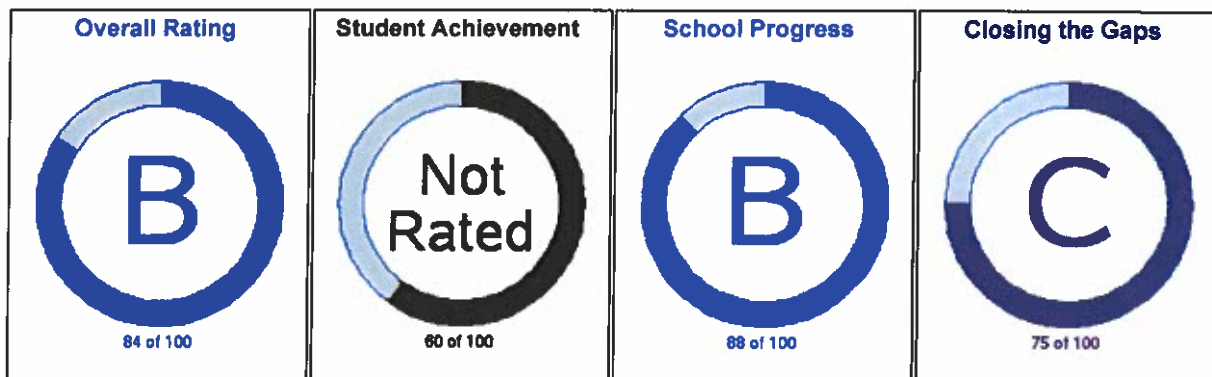 Overall Rating
B
84 of 100
Student Achievement
Not
Rated
60 of 100
School Progress
B
88 of 100
Closing the Gaps
C
75 of 100